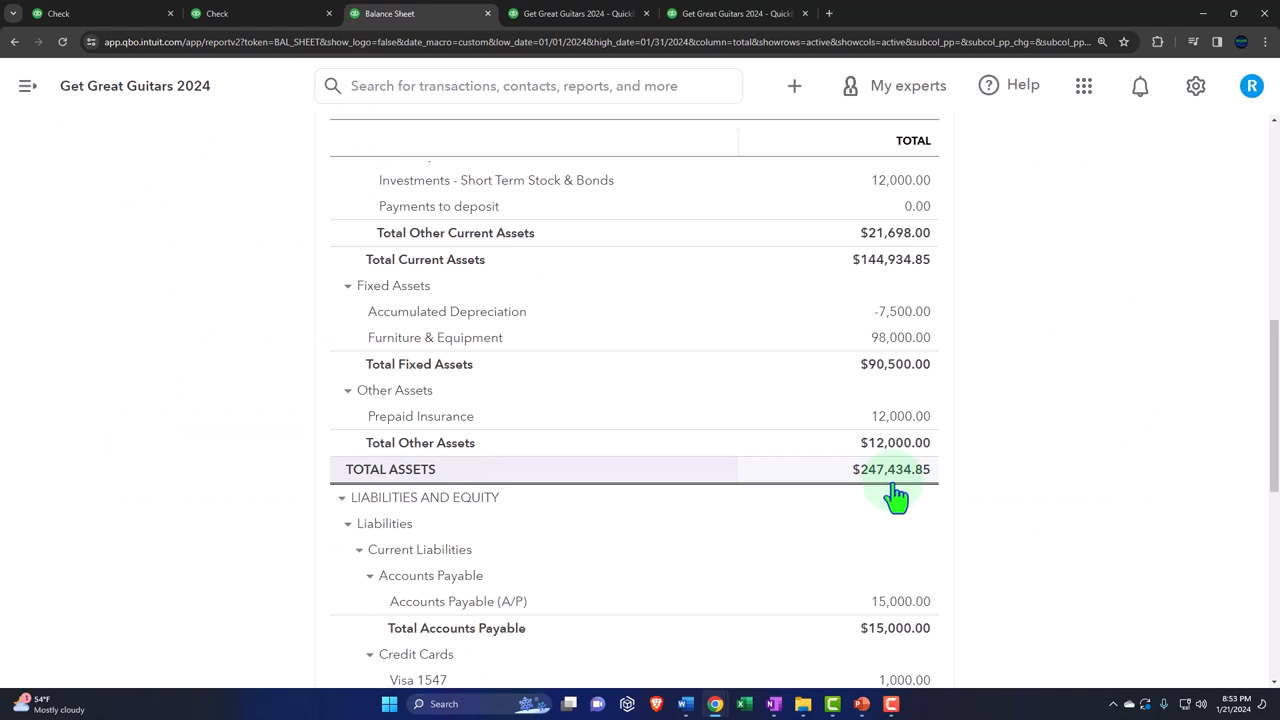 Check
Check
Balance Sheet
Get Great Guitars 2024 - Quick
Get Great Guitars 2024 - Quick
app.qbo.intuit.com/app/reportv2?token=BAL_SHEET&show_logo=false&date_macro=custom&low_date=01/01/2024&high_date=01/31/2024&column=total&showrows=active&showcols=active&subcol_pp_chg=&subcol_pp=&subcol_pc...
Get Great Guitars 2024
Search for transactions, contacts, reports, and more
My experts
Help
R
TOTAL
Investments - Short Term Stock & Bonds 12,000.00
Payments to deposit 0.00
Total Other Current Assets $21,698.00
Total Current Assets $144,934.85
Fixed Assets
Accumulated Depreciation -7,500.00
Furniture & Equipment 98,000.00
Total Fixed Assets $90,500.00
Other Assets
Prepaid Insurance 12,000.00
Total Other Assets $12,000.00
TOTAL ASSETS $247,434.85
LIABILITIES AND EQUITY
Liabilities
Current Liabilities
Accounts Payable
Accounts Payable (A/P) 15,000.00
Total Accounts Payable $15,000.00
Credit Cards
Visa 1547 1,000.00
1
54°F
Mostly cloudy
Search
8:53 PM
1/21/2024